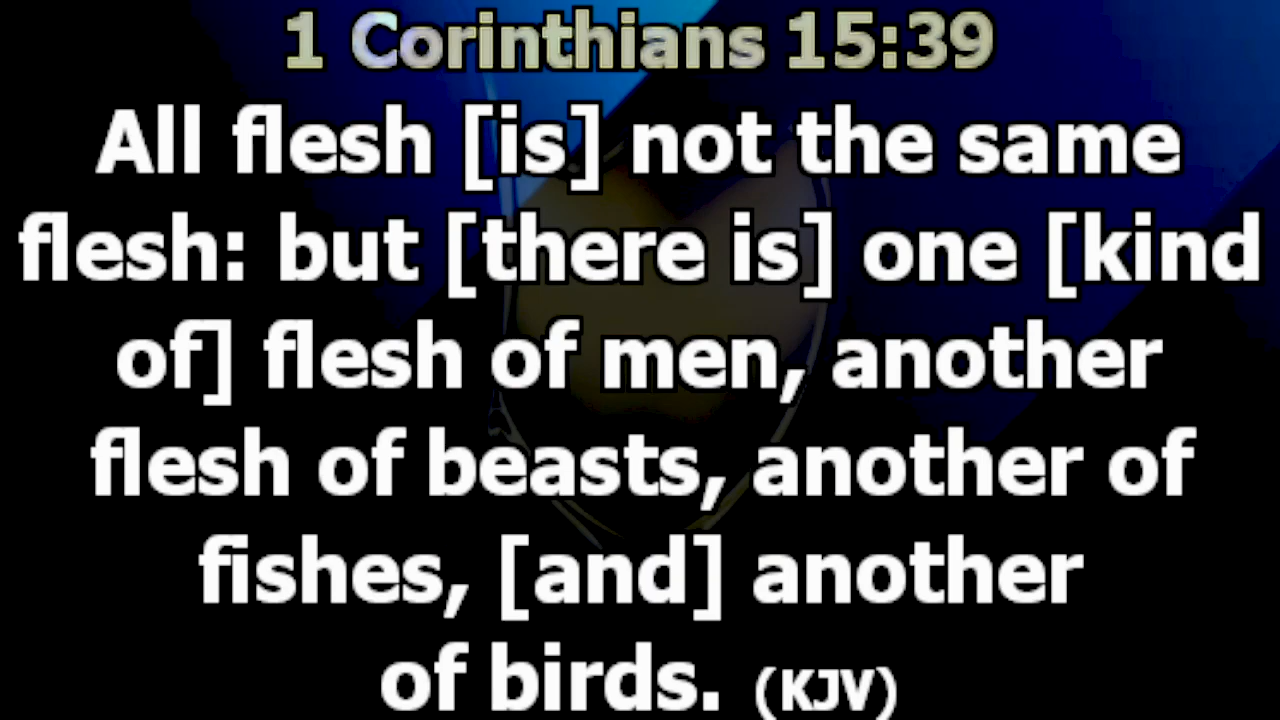 1 Corinthians 15:39
All flesh [is] not the same
flesh: but [there is] one [kind
of] flesh of men, another
flesh of beasts, another of
fishes, [and] another
of birds. (KJV)